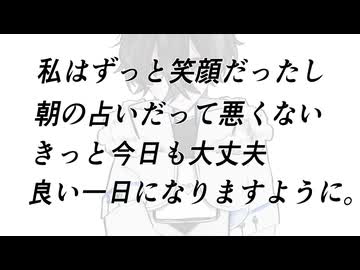 私はずっと笑顔だったし
朝の占いだって悪くない
きっと今日も大丈夫
良い一日になりますように。